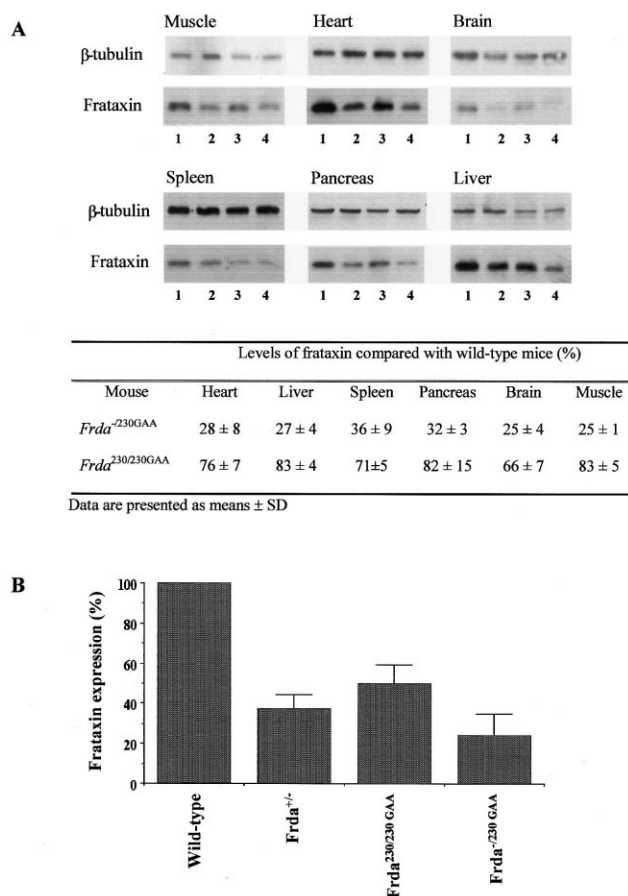 A
Muscle Heart Brain
β-tubulin
Frataxin
1 2 3 4 1 2 3 4 1 2 3 4
Spleen Pancreas Liver
β-tubulin
Frataxin
1 2 3 4 1 2 3 4 1 2 3 4
Levels of frataxin compared with wild-type mice (%)
Mouse Heart Liver Spleen Pancreas Brain Muscle
Frda-/230GAA 28 ± 8 27 ± 4 36 ± 9 32 ± 3 25 ± 4 25 ± 1
Frda230/230GAA 76 ± 7 83 ± 4 71±5 82 ± 15 66 ± 7 83 ± 5
Data are presented as means ± SD
B
Frataxin expression (%)
100
80
60
40
20
0
Wild-type
Frda+/-
Frda230/230 GAA
Frda-/230 GAA